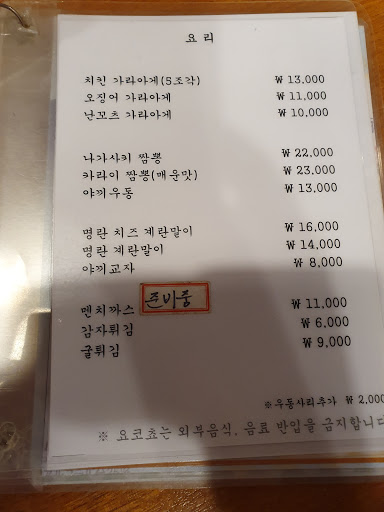 요 리
치킨 가라아게(5조각) ₩ 13,000
오징어 가라아게 ₩ 11,000
난꼬츠 가라아게 ₩ 10,000
나가사키 짬뽕 ₩ 22,000
카라이 짬뽕(매운맛) ₩ 23,000
야끼우동 ₩ 13,000
명란 치즈 계란말이 ₩ 16,000
명란 계란말이 ₩ 14,000
야끼교자 ₩ 8,000
멘치까스 준비중 ₩ 11,000
감자튀김 ₩ 6,000
굴튀김 ₩ 9,000
※우동사리추가 ₩ 2,000
※ 요코쵸는 외부음식, 음료 반입을 금지합니다